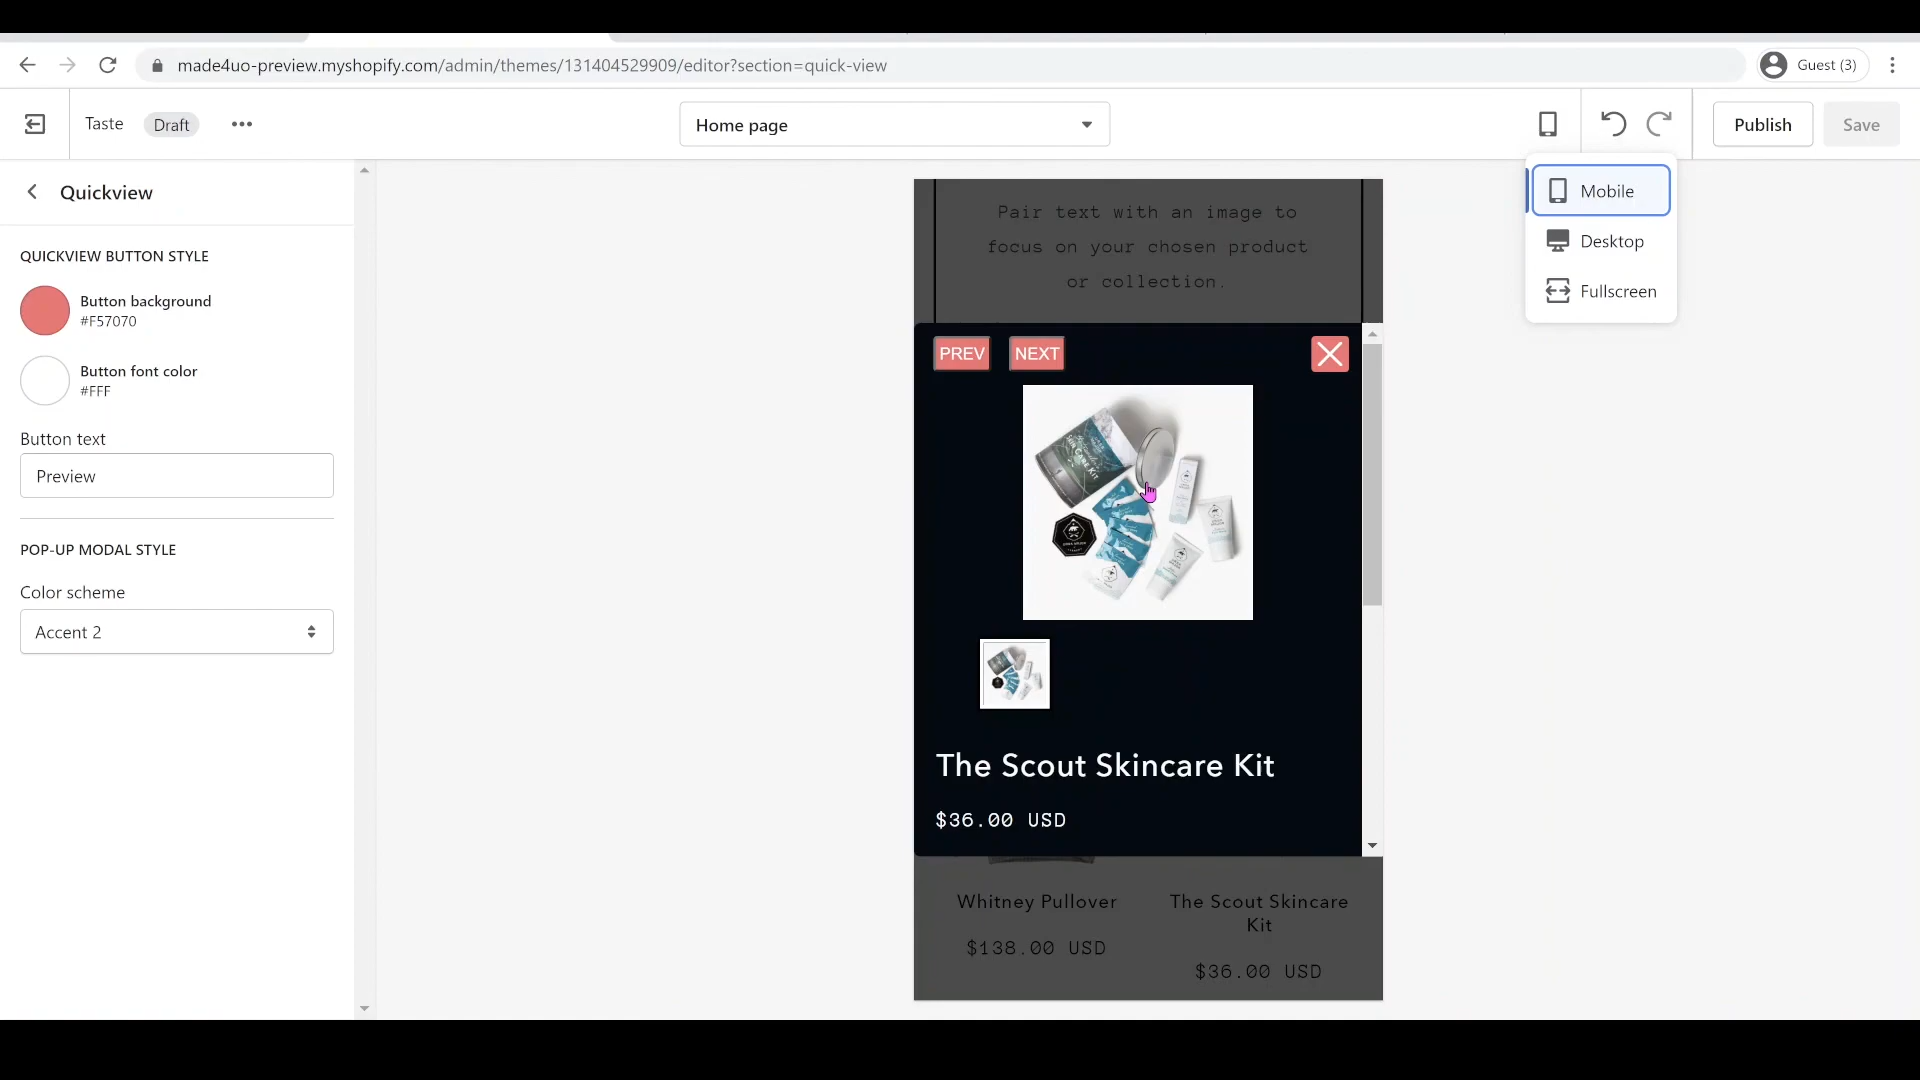 made4uo-preview.myshopify.com/admin/themes/131404529909/editor?section=quick-view
Guest (3)
Taste
Draft
Home page
Publish
Save
Mobile
Desktop
Fullscreen
Quickview
QUICKVIEW BUTTON STYLE
Button background
#F57070
Button font color
#FFF
Button text
Preview
POP-UP MODAL STYLE
Color scheme
Accent 2
Pair text with an image to
focus on your chosen product
or collection.
PREV
NEXT
SKIN CARE KIT
The Scout Skincare Kit
$36.00 USD
Whitney Pullover
$138.00 USD
The Scout Skincare
Kit
$36.00 USD